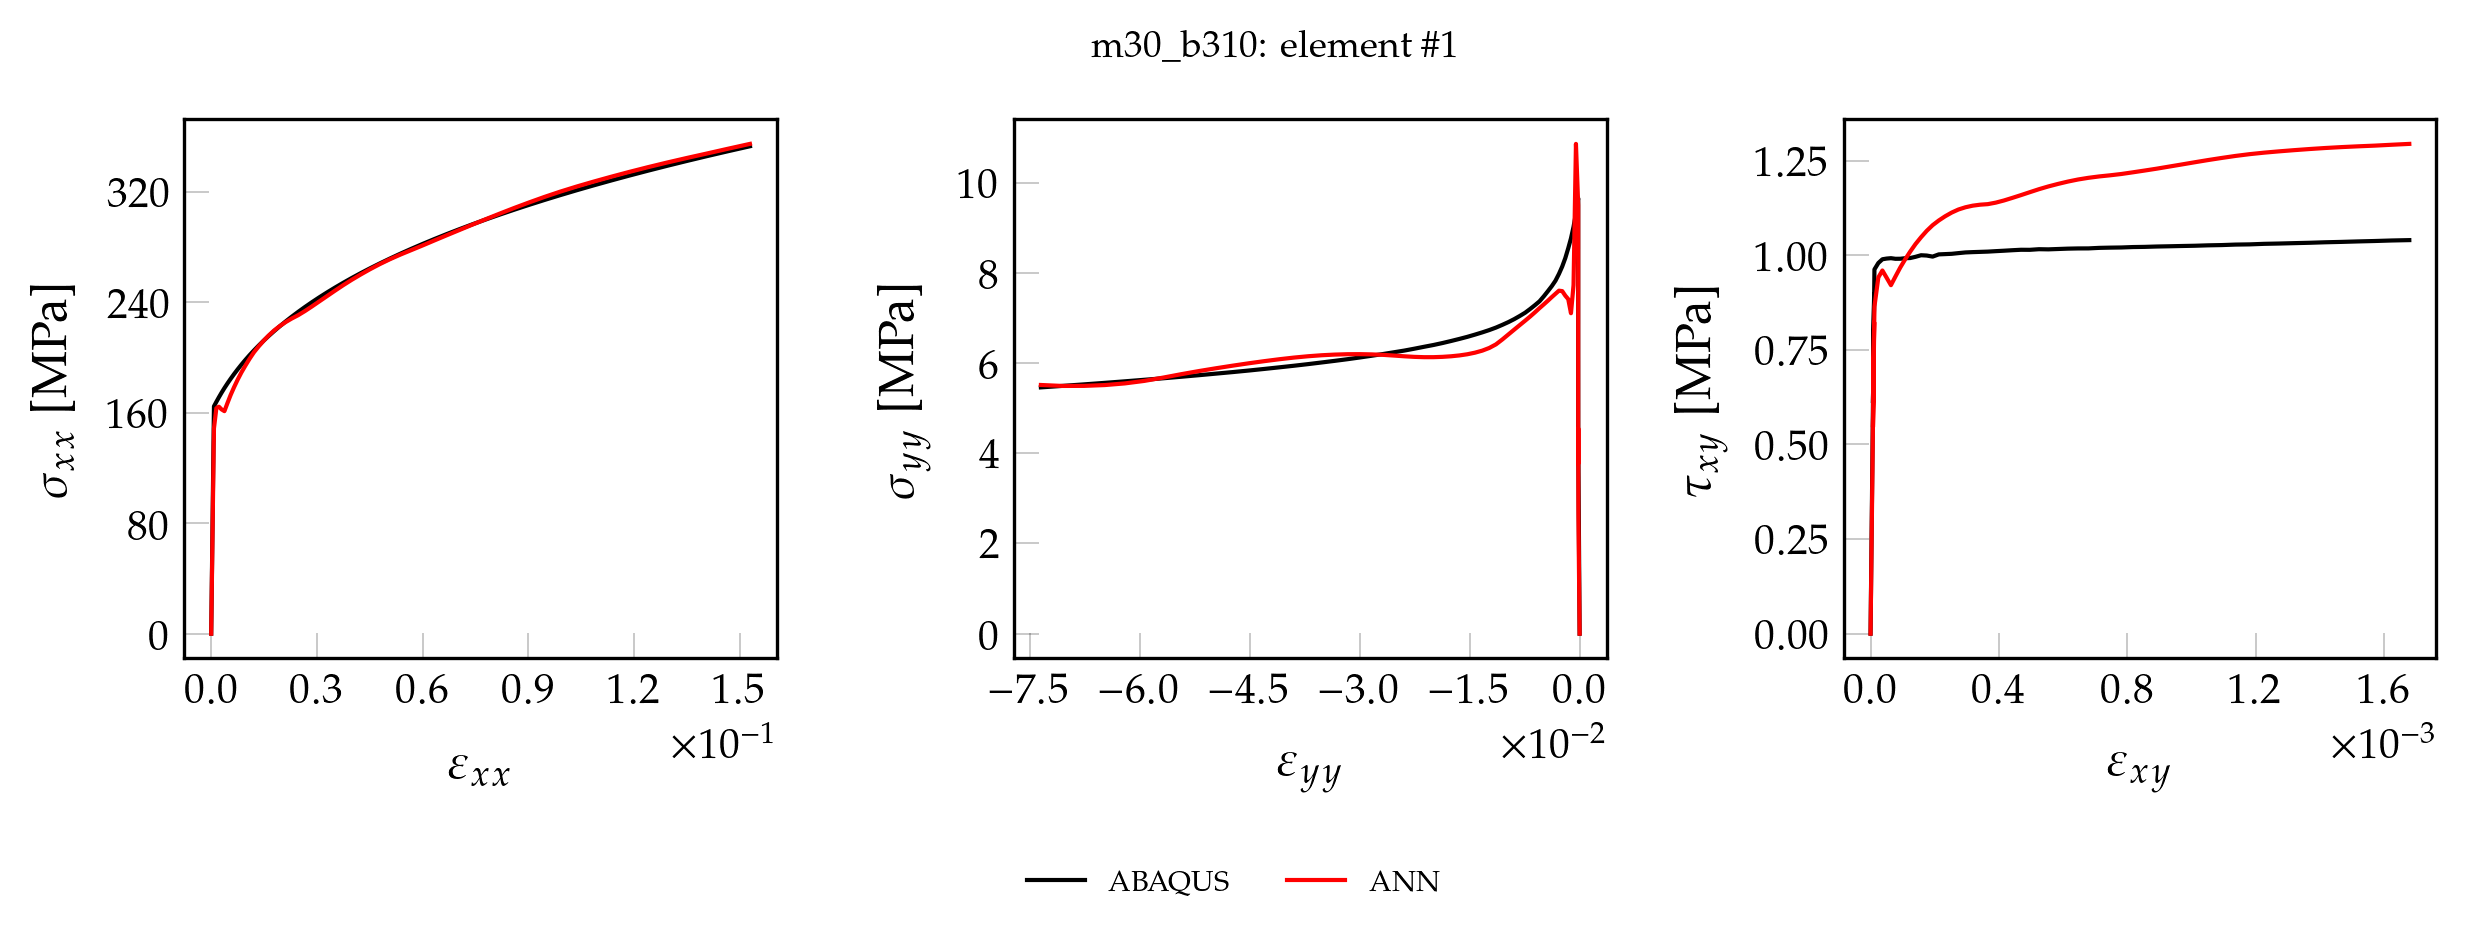 m30_b310: element #1
σxx [MPa]
320
240
160
80
0
0.0 0.3 0.6 0.9 1.2 1.5
×10⁻¹
εxx
σyy [MPa]
10
8
6
4
2
0
−7.5 −6.0 −4.5 −3.0 −1.5 0.0
×10⁻²
εyy
τxy [MPa]
1.25
1.00
0.75
0.50
0.25
0.00
0.0 0.4 0.8 1.2 1.6
×10⁻³
εxy
ABAQUS ANN